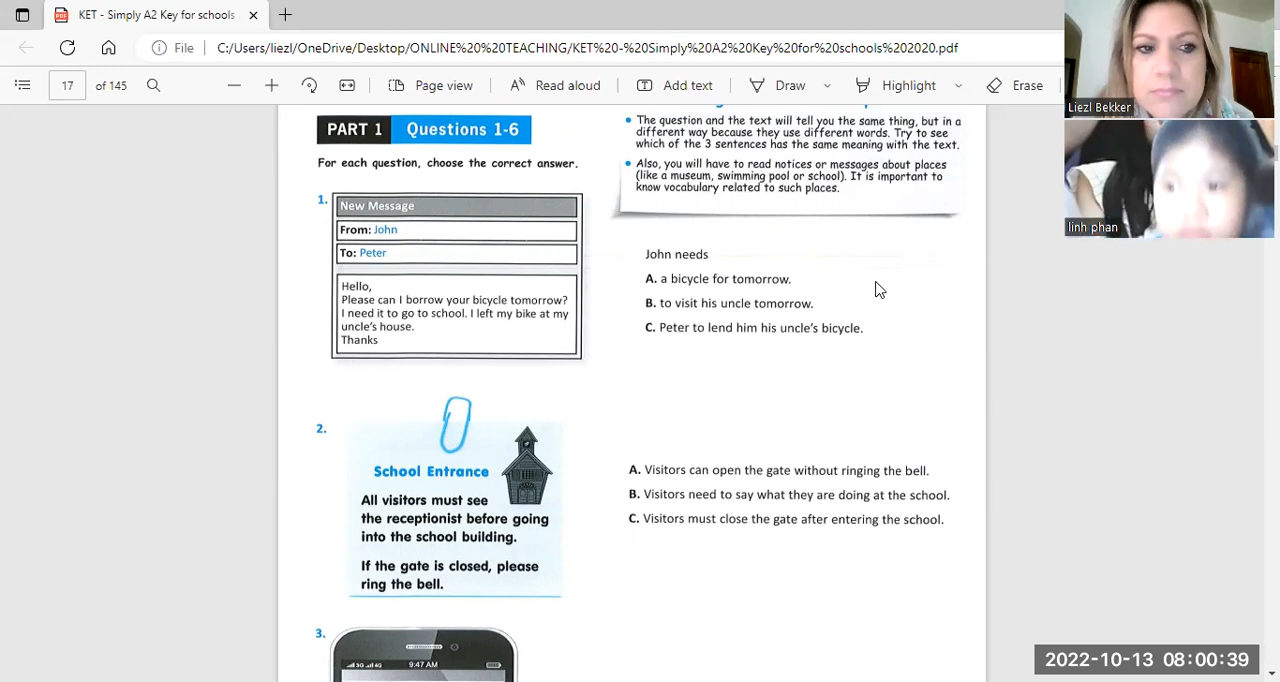 KET - Simply A2 Key for schools
File
C:/Users/liezl/OneDrive/Desktop/ONLINE%20%20TEACHING/KET%20-%20Simply%20A2%20Key%20for%20schools%202020.pdf
17 of 145
Page view
Read aloud
Add text
Draw
Highlight
Erase
Liezl Bekker
linh phan
PART 1 Questions 1-6
For each question, choose the correct answer.
• The question and the text will tell you the same thing, but in a
different way because they use different words. Try to see
which of the 3 sentences has the same meaning with the text.
• Also, you will have to read notices or messages about places
(like a museum, swimming pool or school). It is important to
know vocabulary related to such places.
1.
New Message
From: John
To: Peter
Hello,
Please can I borrow your bicycle tomorrow?
I need it to go to school. I left my bike at my
uncle's house.
Thanks
John needs
A. a bicycle for tomorrow.
B. to visit his uncle tomorrow.
C. Peter to lend him his uncle's bicycle.
2.
School Entrance
All visitors must see
the receptionist before going
into the school building.
If the gate is closed, please
ring the bell.
A. Visitors can open the gate without ringing the bell.
B. Visitors need to say what they are doing at the school.
C. Visitors must close the gate after entering the school.
3.
3G 4G 9:47 AM
2022-10-13 08:00:39